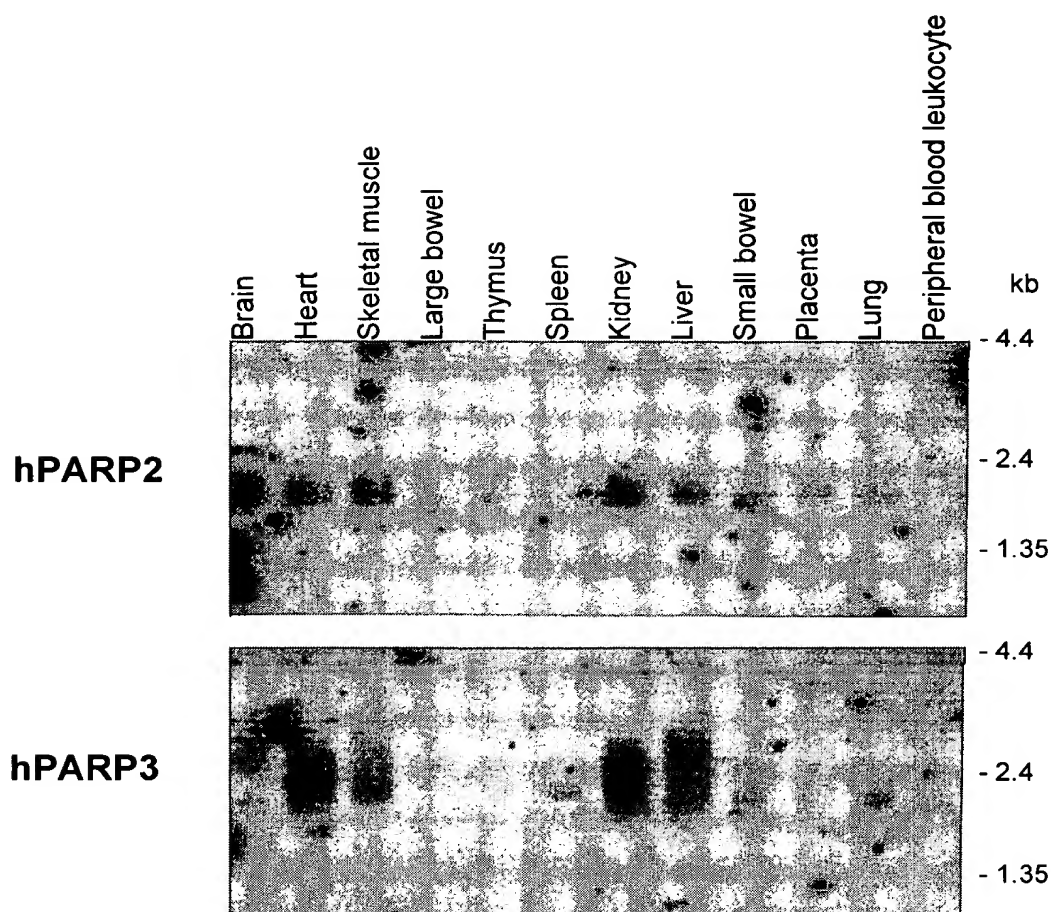 Brain
Heart
Skeletal muscle
Large bowel
Thymus
Spleen
Kidney
Liver
Small bowel
Placenta
Lung
Peripheral blood leukocyte
kb
- 4.4
hPARP2
- 2.4
- 1.35
- 4.4
hPARP3
- 2.4
- 1.35